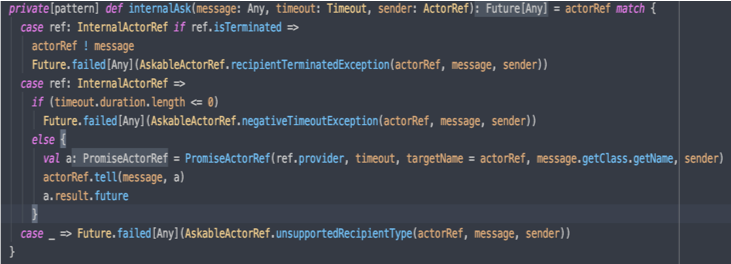 private[pattern] def internalAsk(message: Any, timeout: Timeout, sender: ActorRef): Future[Any] = actorRef match {
case ref: InternalActorRef if ref.isTerminated =>
actorRef ! message
Future.failed[Any](AskableActorRef.recipientTerminatedException(actorRef, message, sender))
case ref: InternalActorRef =>
if (timeout.duration.length <= 0)
Future.failed[Any](AskableActorRef.negativeTimeoutException(actorRef, message, sender))
else {
val a: PromiseActorRef = PromiseActorRef(ref.provider, timeout, targetName = actorRef, message.getClass.getName, sender)
actorRef.tell(message, a)
a.result.future
}
case _ => Future.failed[Any](AskableActorRef.unsupportedRecipientType(actorRef, message, sender))
}